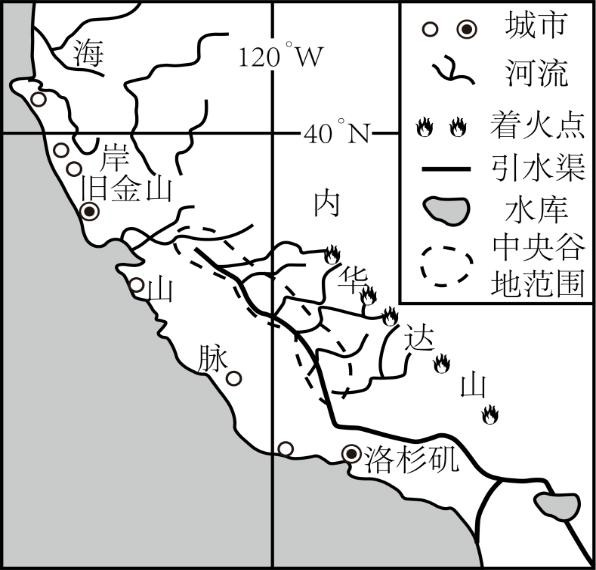 海
120°W
40°N
岸
旧金山
内
华
达
山
山
脉
洛杉矶
城市
河流
着火点
引水渠
水库
中央谷
地范围